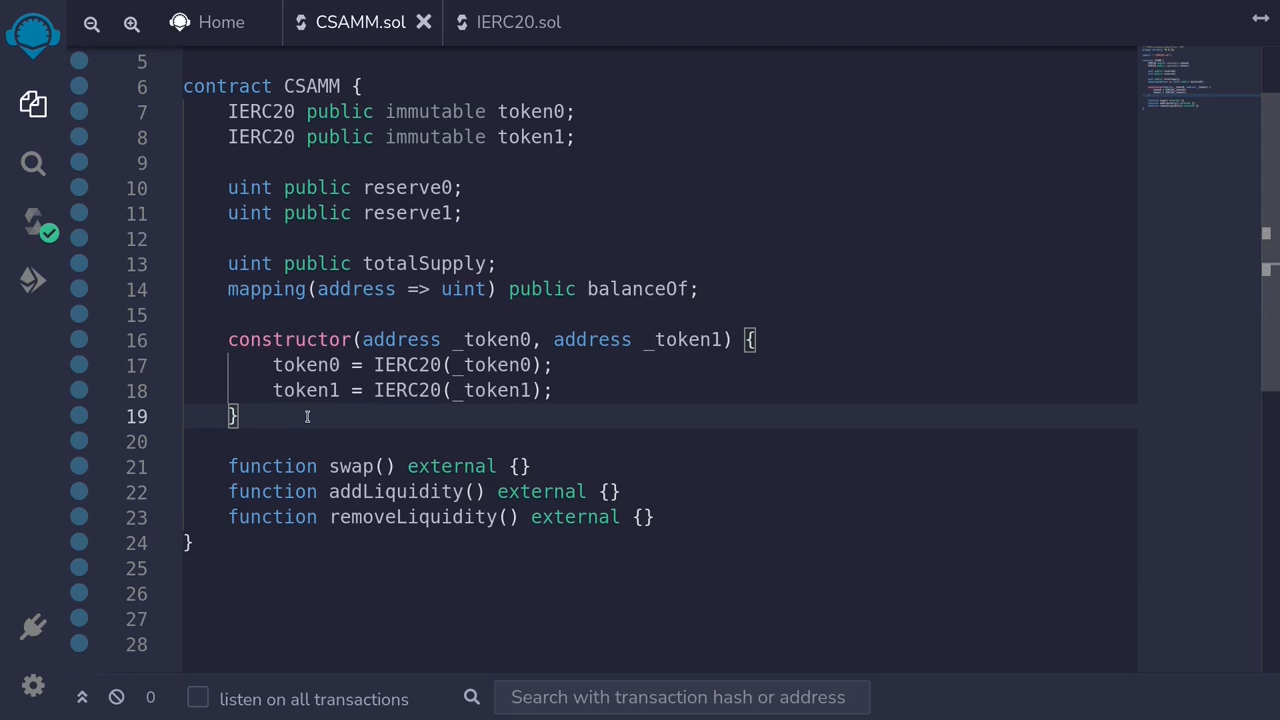 Home
CSAMM.sol
IERC20.sol
5
6 contract CSAMM {
7 IERC20 public immutable token0;
8 IERC20 public immutable token1;
9
10 uint public reserve0;
11 uint public reserve1;
12
13 uint public totalSupply;
14 mapping(address => uint) public balanceOf;
15
16 constructor(address _token0, address _token1) {
17 token0 = IERC20(_token0);
18 token1 = IERC20(_token1);
19 }
20
21 function swap() external {}
22 function addLiquidity() external {}
23 function removeLiquidity() external {}
24 }
25
26
27
28
0
listen on all transactions
Search with transaction hash or address